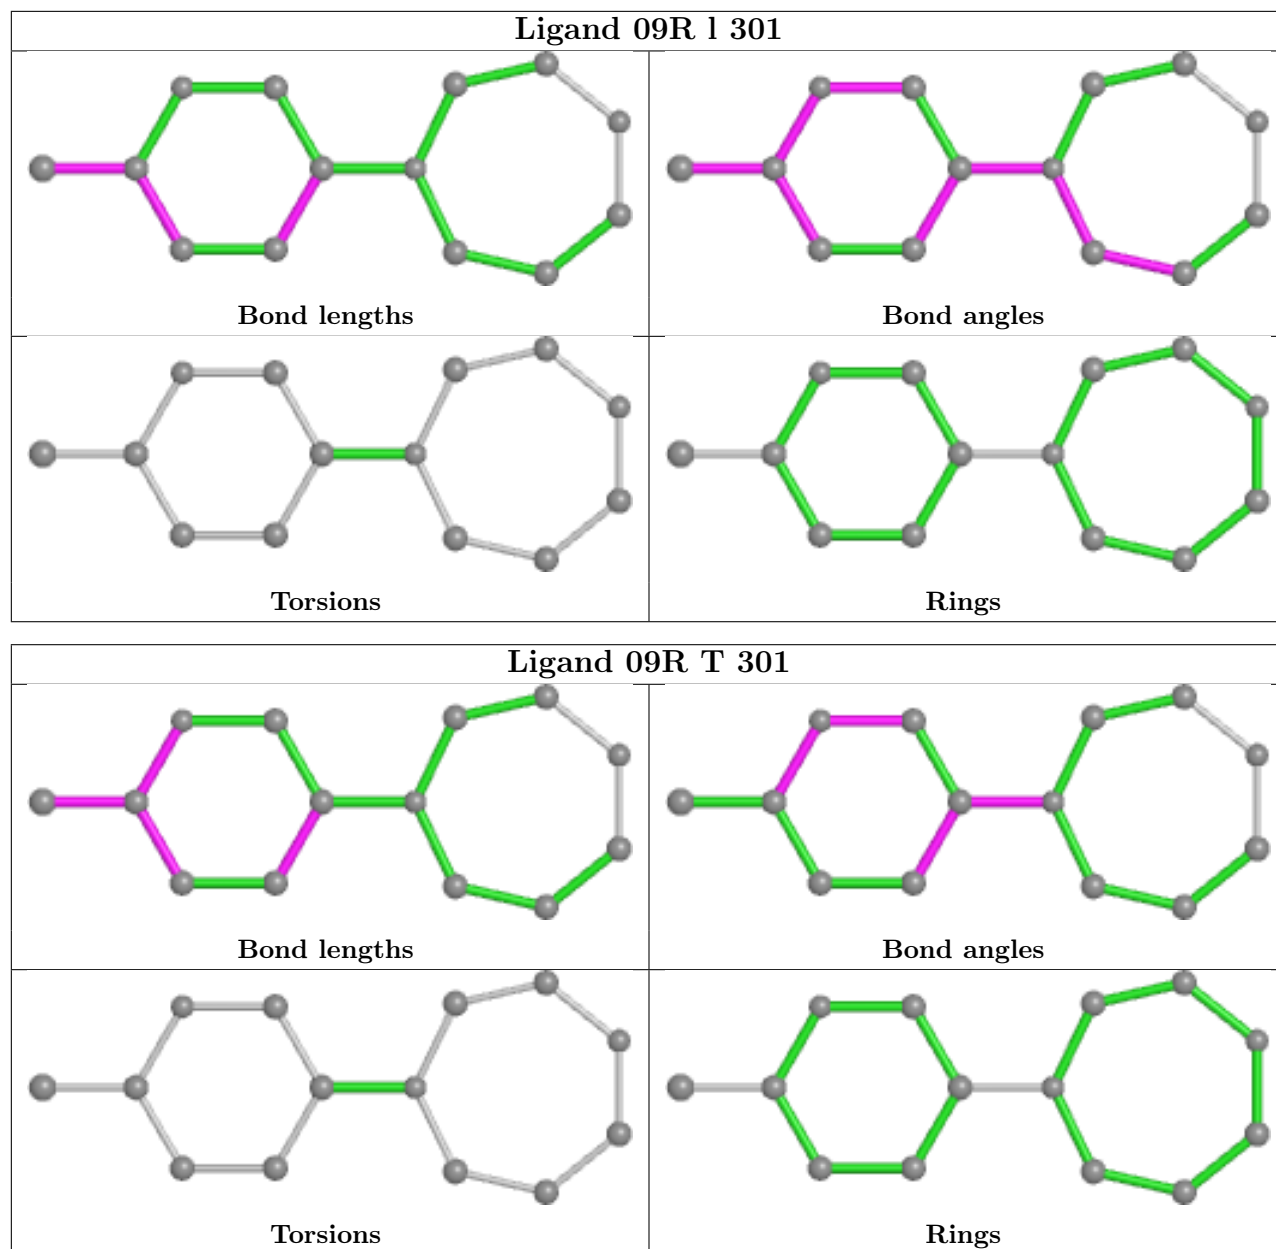 Ligand 09R l 301
Bond lengths
Bond angles
Torsions
Rings
Ligand 09R T 301
Bond lengths
Bond angles
Torsions
Rings